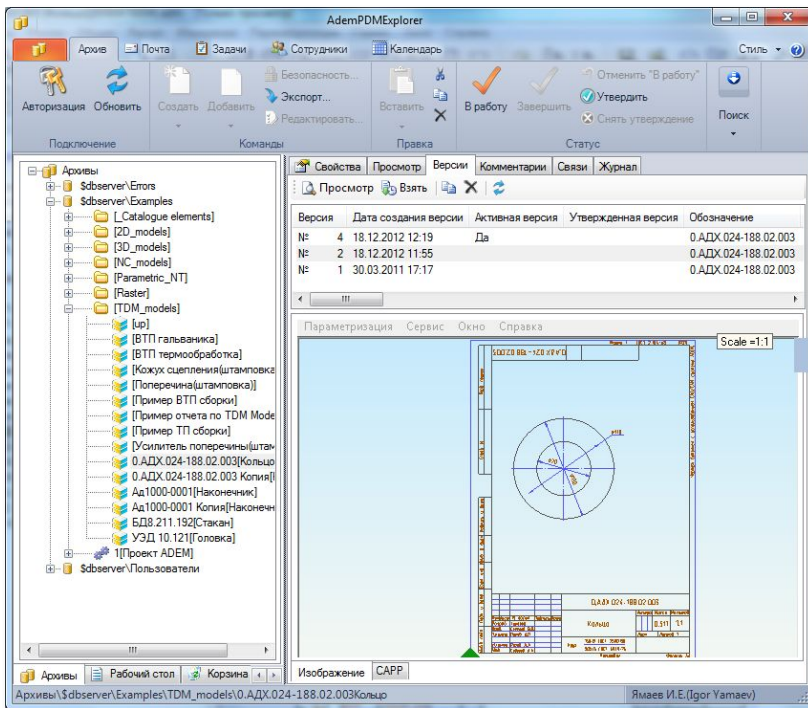 AdemPDMExplorer
Архив Почта Задачи Сотрудники Календарь Стиль
Авторизация Обновить Создать Добавить Безопасность... Экспорт... Редактировать... Вставить В работу Завершить Отменить "В работу" Утвердить Снять утверждение Поиск
Подключение Команды Правка Статус
Архивы
$dbserver\Errors
$dbserver\Examples
[_Catalogue elements]
[2D_models]
[3D_models]
[NC_models]
[Parametric_NT]
[Raster]
[TDM_models]
[up]
[ВТП гальваника]
[ВТП термообработка]
[Кожух сцепления(штамповка
[Поперечина(штамповка)]
[Пример ВТП сборки]
[Пример отчета по TDM Mode
[Пример ТП сборки]
[Усилитель поперечины(штам
0.АДХ.024-188.02.003[Кольцо
0.АДХ.024-188.02.003 Копия[
Ад1000-0001[Наконечник]
Ад1000-0001 Копия[Наконечн
БД8.211.192[Стакан]
УЭД 10.121[Головка]
1[Проект ADEM]
$dbserver\Пользователи
Архивы Рабочий стол Корзина
Свойства Просмотр Версии Комментарии Связи Журнал
Просмотр Взять
Версия Дата создания версии Активная версия Утвержденная версия Обозначение
№ 4 18.12.2012 12:19 Да 0.АДХ.024-188.02.003
№ 2 18.12.2012 11:55 0.АДХ.024-188.02.003
№ 1 30.03.2011 17:17 0.АДХ.024-188.02.003
Параметризация Сервис Окно Справка
Scale =1:1
0.АДХ 024-188 02 003
Кольцо
0.511 1:1
Изображение CAPP
Архивы\$dbserver\Examples\TDM_models\0.АДХ.024-188.02.003Кольцо Ямаев И.Е.(Igor Yamaev)